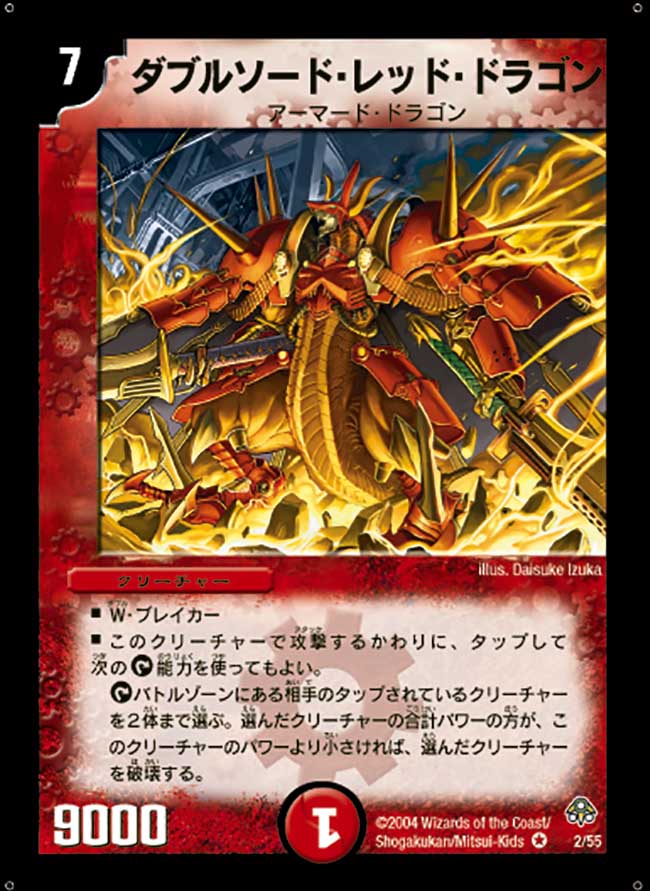 7
ダブルソード・レッド・ドラゴン
アーマード・ドラゴン
illus. Daisuke Izuka
クリーチャー
■ W・ブレイカー
■ このクリーチャーで攻撃するかわりに、タップして
次の能力を使ってもよい。
バトルゾーンにある相手のタップされているクリーチャー
を2体まで選ぶ。選んだクリーチャーの合計パワーの方が、こ
のクリーチャーのパワーより小さければ、選んだクリーチャー
を破壊する。
9000
1
©2004 Wizards of the Coast/
Shogakukan/Mitsui-Kids
2/55